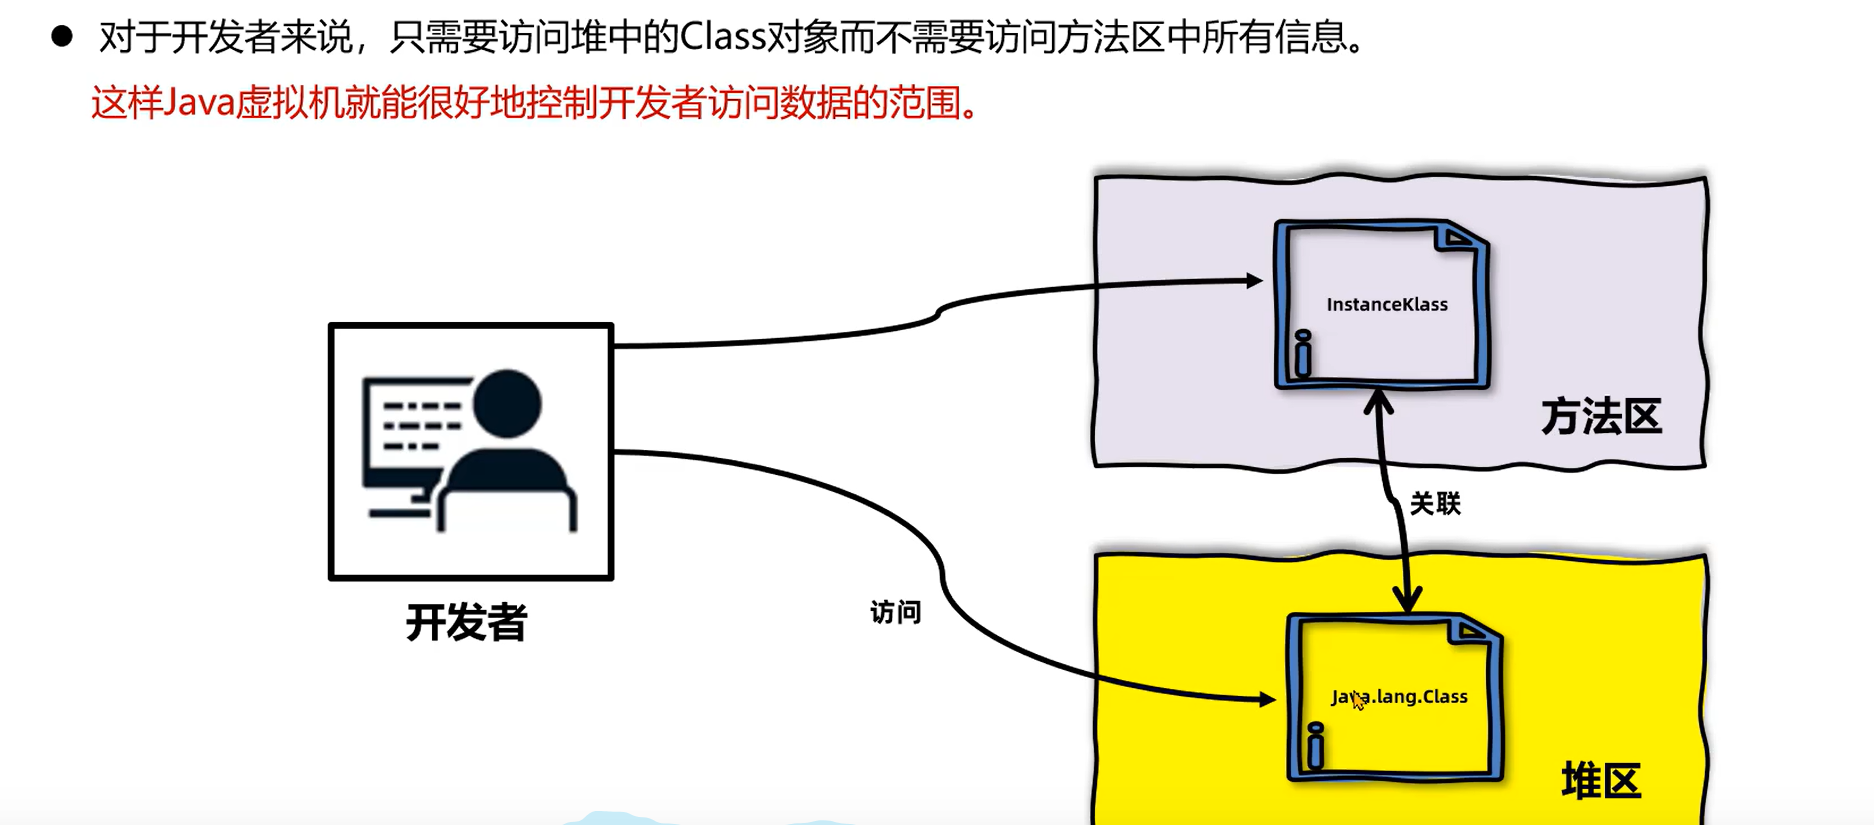 ● 对于开发者来说，只需要访问堆中的Class对象而不需要访问方法区中所有信息。
这样Java虚拟机就能很好地控制开发者访问数据的范围。
InstanceKlass
方法区
关联
开发者
访问
Java.lang.Class
堆区